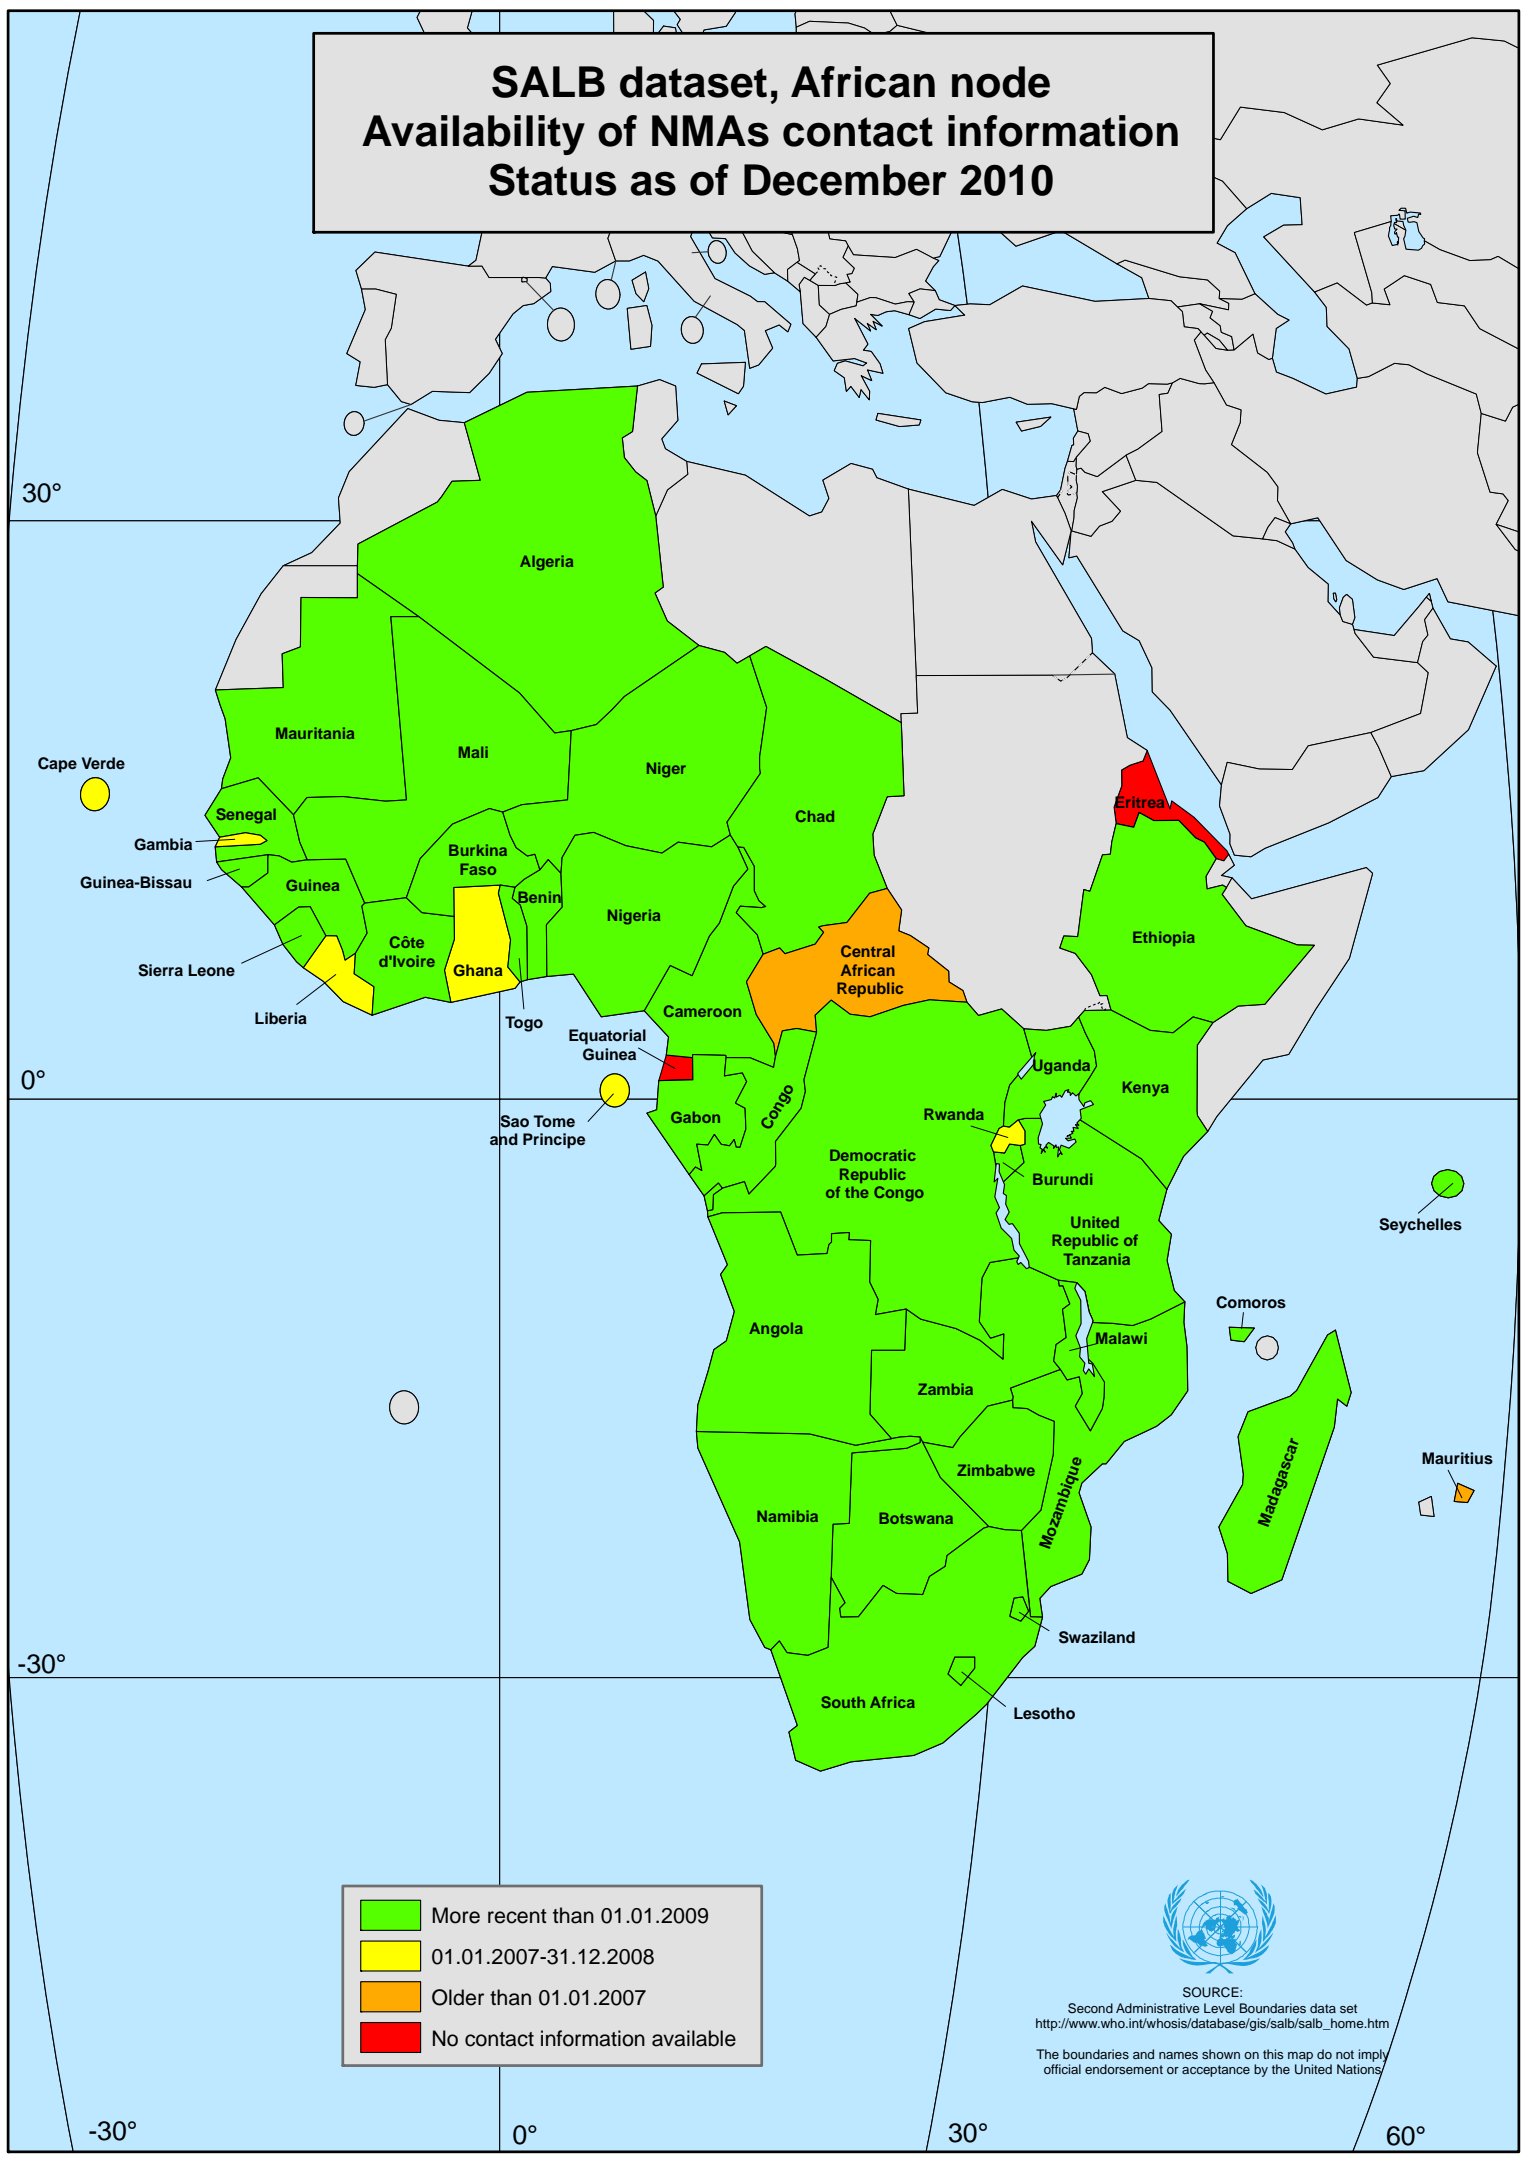 SALB dataset, African node
Availability of NMAs contact information
Status as of December 2010
30°
Algeria
Mauritania
Mali
Niger
Cape Verde
Chad
Eritrea
Senegal
Gambia
Burkina
Faso
Guinea-Bissau
Guinea
Benin
Nigeria
Ethiopia
Côte
d'Ivoire
Central
African
Republic
Sierra Leone
Ghana
Liberia
Togo
Cameroon
Equatorial
Guinea
Uganda
Kenya
0°
Congo
Gabon
Rwanda
Sao Tome
and Principe
Democratic
Republic
of the Congo
Burundi
United
Republic of
Tanzania
Seychelles
Comoros
Angola
Malawi
Zambia
Mauritius
Zimbabwe
Madagascar
Mozambique
Namibia
Botswana
Swaziland
-30°
South Africa
Lesotho
More recent than 01.01.2009
01.01.2007-31.12.2008
Older than 01.01.2007
No contact information available
SOURCE:
Second Administrative Level Boundaries data set
http://www.who.int/whosis/database/gis/salb/salb_home.htm
The boundaries and names shown on this map do not imply
official endorsement or acceptance by the United Nations
-30°
0°
30°
60°